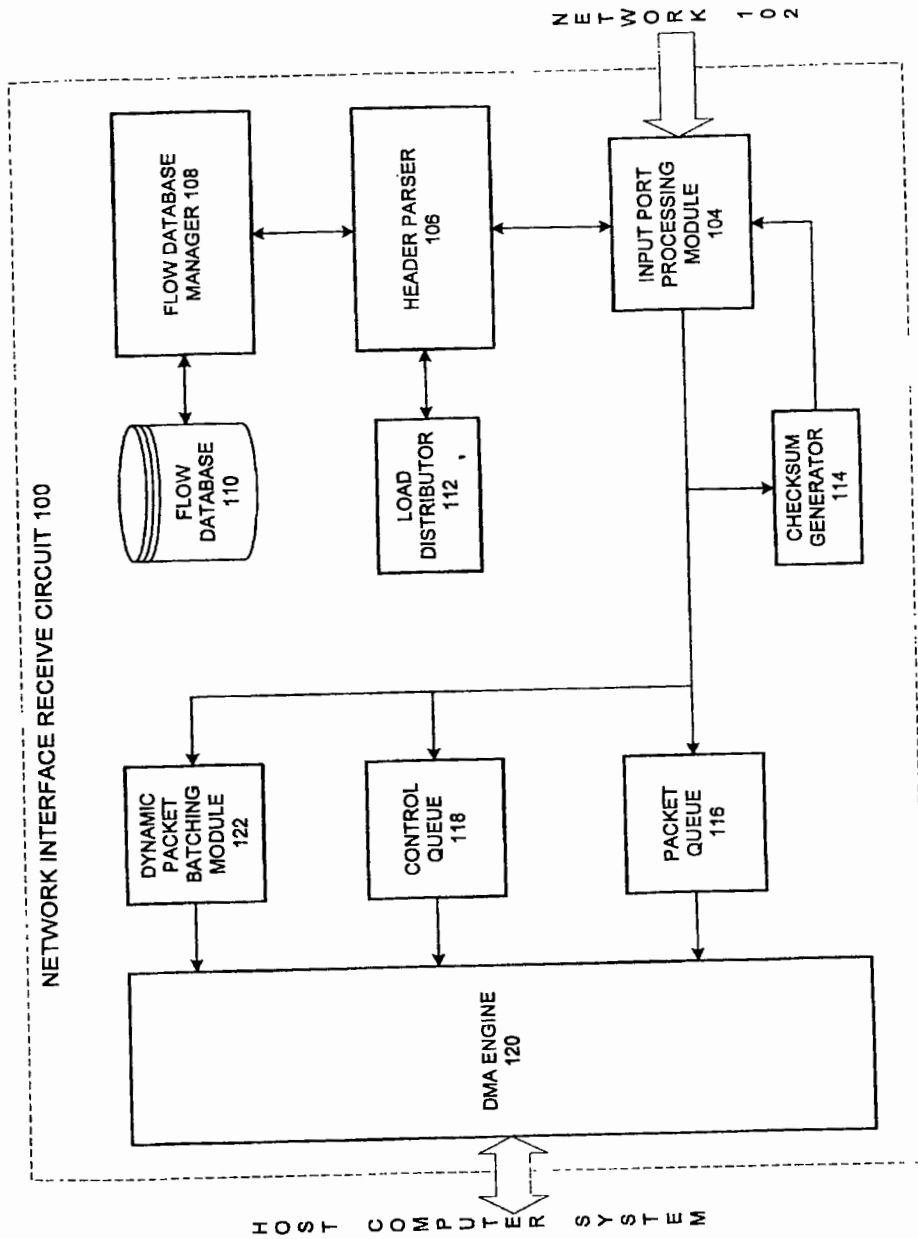 NETWORK INTERFACE RECEIVE CIRCUIT 100
HOST COMPUTER SYSTEM
DMA ENGINE
120
DYNAMIC
PACKET
BATCHING
MODULE
122
CONTROL
QUEUE
118
PACKET
QUEUE
116
FLOW
DATABASE
110
LOAD
DISTRIBUTOR
112
CHECKSUM
GENERATOR
114
FLOW DATABASE
MANAGER 108
HEADER PARSER
106
INPUT PORT
PROCESSING
MODULE
104
NETWORK 102